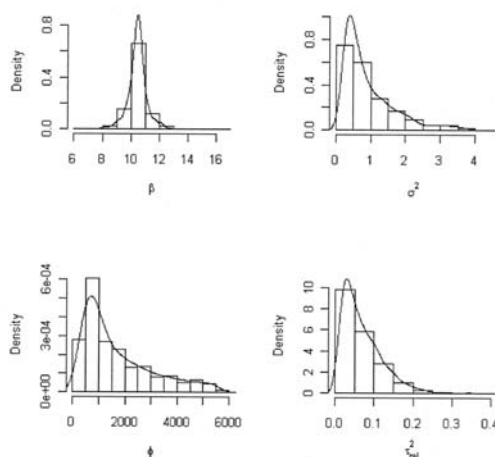 Density
0.8
0.4
0.0
6 8 10 12 14 16
β
Density
0.8
0.4
0.0
0 1 2 3 4
σ²
Density
6e-04
3e-04
0e+00
0 2000 4000 6000
ϕ
Density
10
8
6
4
2
0
0.0 0.1 0.2 0.3 0.4
τ²rel